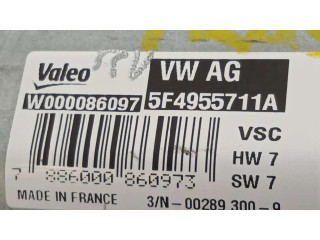 Valeo
VW AG
W000086097
5F4955711A
VSC
HW 7
SW 7
7 886000 860973
MADE IN FRANCE
3/N-00289 300-9